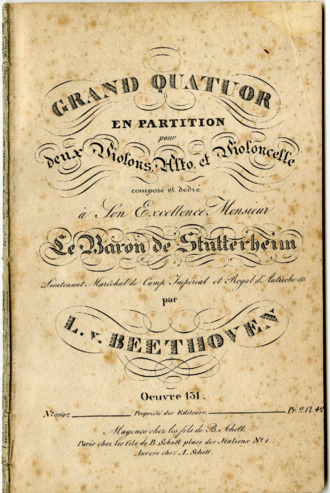 GRAND QUATUOR
EN PARTITION
pour
deux Violons, Alto, et Violoncelle
composé et dedié
à Son Excellence Monsieur
Le Baron de Stutterheim
Lieutenant Maréchal de Camp Impérial et Royal d'Autriche &c.
par
L. v. BEETHOVEN
Oeuvre 131.
Propriété des Editeurs.
Mayence chez les fils de B. Schott.
Paris chez les fils de B. Schott place des Italiens Nº 1.
Anvers chez A. Schott.